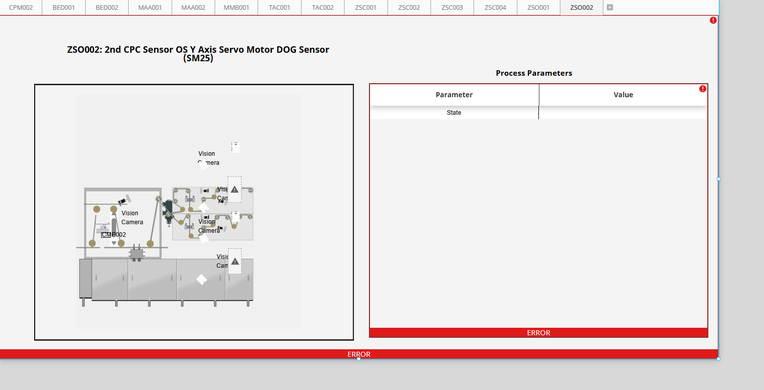 CPM002 BED001 BED002 MAA001 MAA002 MMB001 TAC001 TAC002 ZSC001 ZSC002 ZSC003 ZSC004 ZSO001 ZSO002
ZSO002: 2nd CPC Sensor OS Y Axis Servo Motor DOG Sensor
(SM25)
Process Parameters
Parameter Value
State
Vision
Camera
Vision
Camera
Vision
Camera
ERROR
ERROR